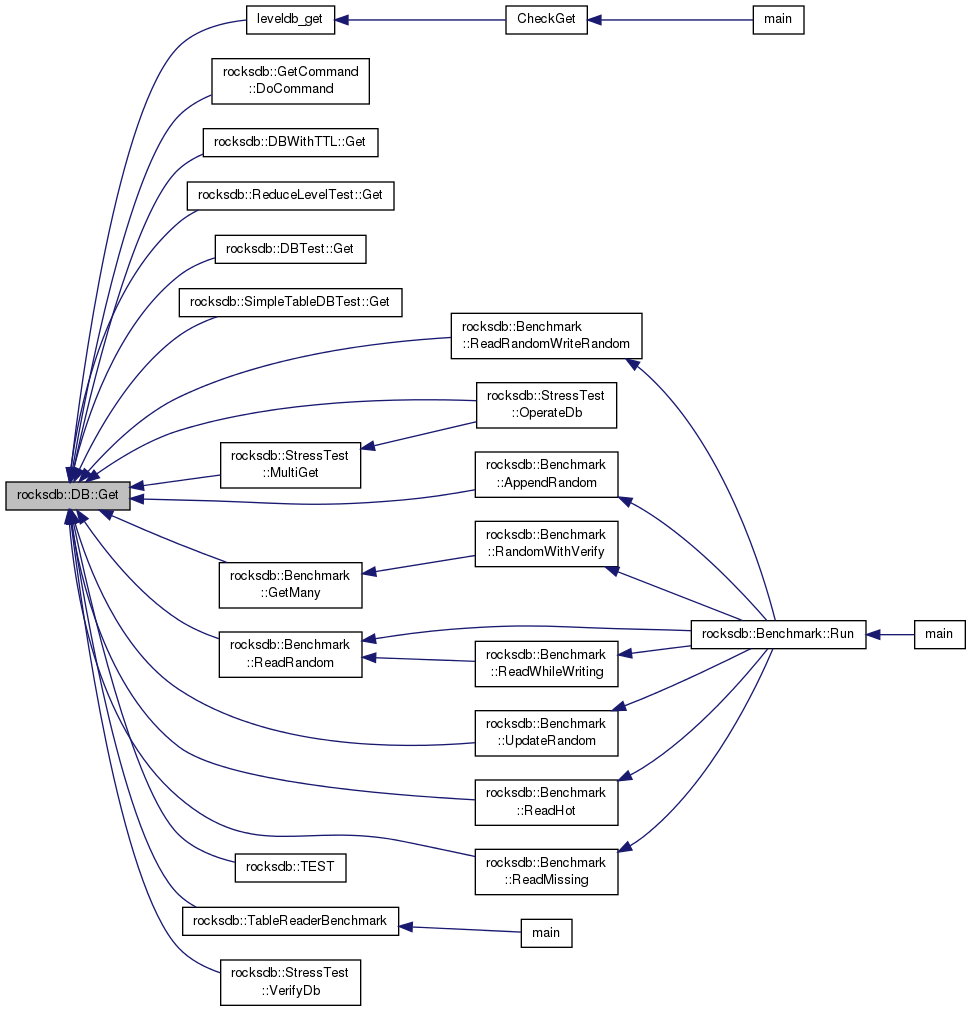 leveldb_get
CheckGet
main
rocksdb::GetCommand
::DoCommand
rocksdb::DBWithTTL::Get
rocksdb::ReduceLevelTest::Get
rocksdb::DBTest::Get
rocksdb::SimpleTableDBTest::Get
rocksdb::Benchmark
::ReadRandomWriteRandom
rocksdb::StressTest
::OperateDb
rocksdb::StressTest
::MultiGet
rocksdb::Benchmark
::AppendRandom
rocksdb::DB::Get
rocksdb::Benchmark
::RandomWithVerify
rocksdb::Benchmark
::GetMany
rocksdb::Benchmark::Run
main
rocksdb::Benchmark
::ReadRandom
rocksdb::Benchmark
::ReadWhileWriting
rocksdb::Benchmark
::UpdateRandom
rocksdb::Benchmark
::ReadHot
rocksdb::Benchmark
::ReadMissing
rocksdb::TEST
rocksdb::TableReaderBenchmark
main
rocksdb::StressTest
::VerifyDb